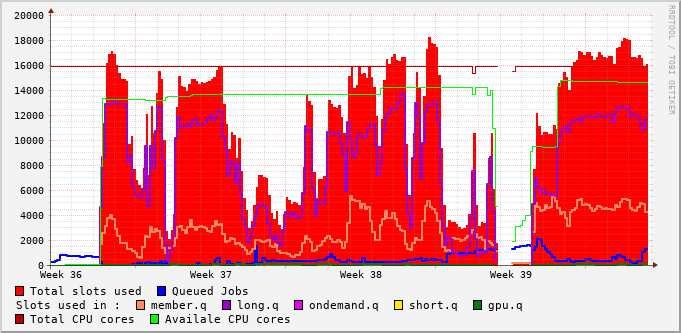 20000
18000
16000
14000
12000
10000
8000
6000
4000
2000
0
Week 36 Week 37 Week 38 Week 39
RRDTOOL / TOBI OETIKER
Total slots used Queued Jobs
Slots used in : member.q long.q ondemand.q short.q gpu.q
Total CPU cores Availale CPU cores